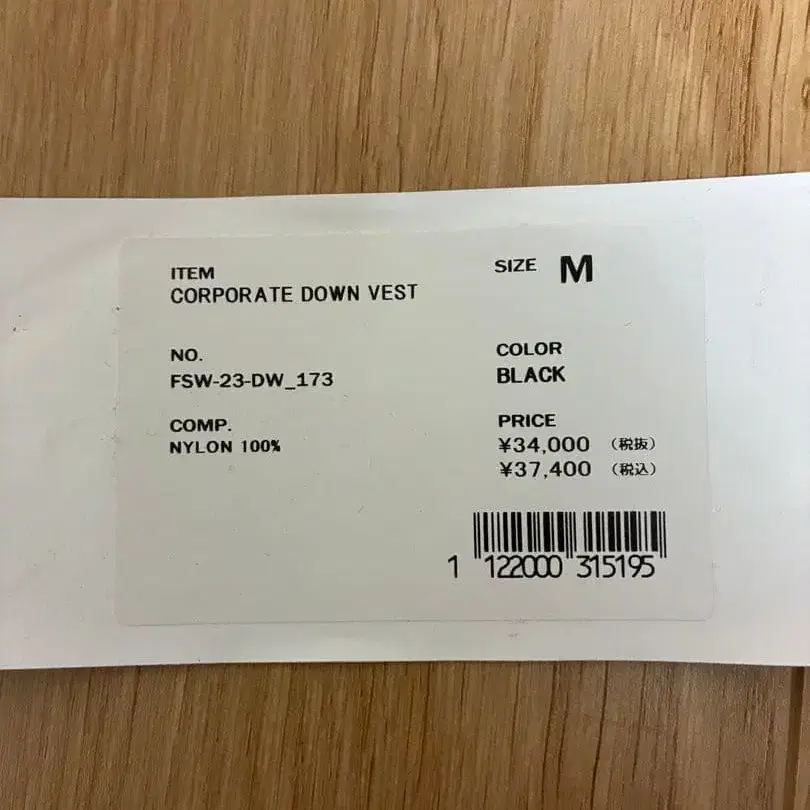 ITEM
CORPORATE DOWN VEST
SIZE M
NO.
FSW-23-DW_173
COLOR
BLACK
COMP.
NYLON 100%
PRICE
¥34,000 (税抜)
¥37,400 (税込)
1 122000 315195